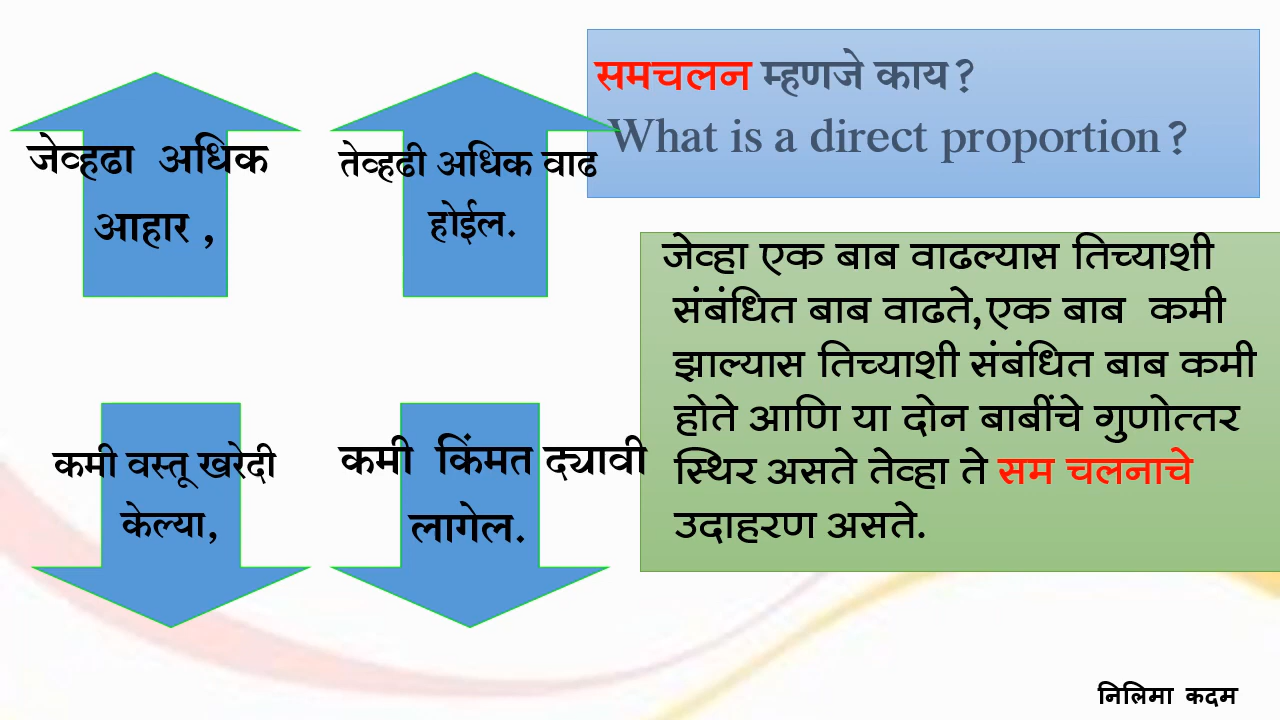 समचलन म्हणजे काय?
What is a direct proportion?
जेव्हढा अधिक
आहार ,
तेव्हढी अधिक वाढ
होईल.
जेव्हा एक बाब वाढल्यास तिच्याशी
संबंधित बाब वाढते,एक बाब कमी
झाल्यास तिच्याशी संबंधित बाब कमी
होते आणि या दोन बाबींचे गुणोत्तर
स्थिर असते तेव्हा ते सम चलनाचे
उदाहरण असते.
कमी वस्तू खरेदी
केल्या,
कमी किंमत द्यावी
लागेल.
निलिमा कदम